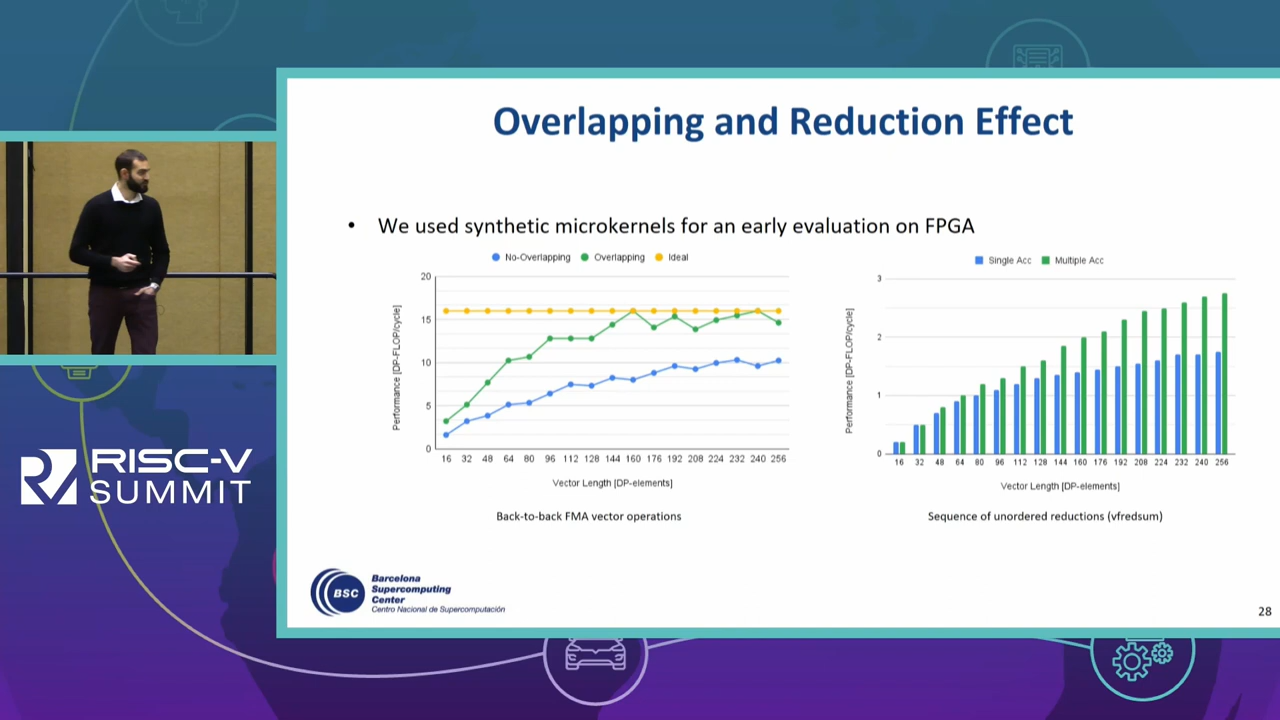 Overlapping and Reduction Effect
• We used synthetic microkernels for an early evaluation on FPGA
No-Overlapping Overlapping Ideal
Performance [DP-FLOP/cycle]
20
15
10
5
0
16 32 48 64 80 96 112 128 144 160 176 192 208 224 232 240 256
Vector Length [DP-elements]
Back-to-back FMA vector operations
Single Acc Multiple Acc
Performance [DP-FLOP/cycle]
3
2
1
0
16 32 48 64 80 96 112 128 144 160 176 192 208 224 232 240 256
Vector Length [DP-elements]
Sequence of unordered reductions (vfredsum)
RISC-V
SUMMIT
BSC
Barcelona
Supercomputing
Center
Centro Nacional de Supercomputación
28